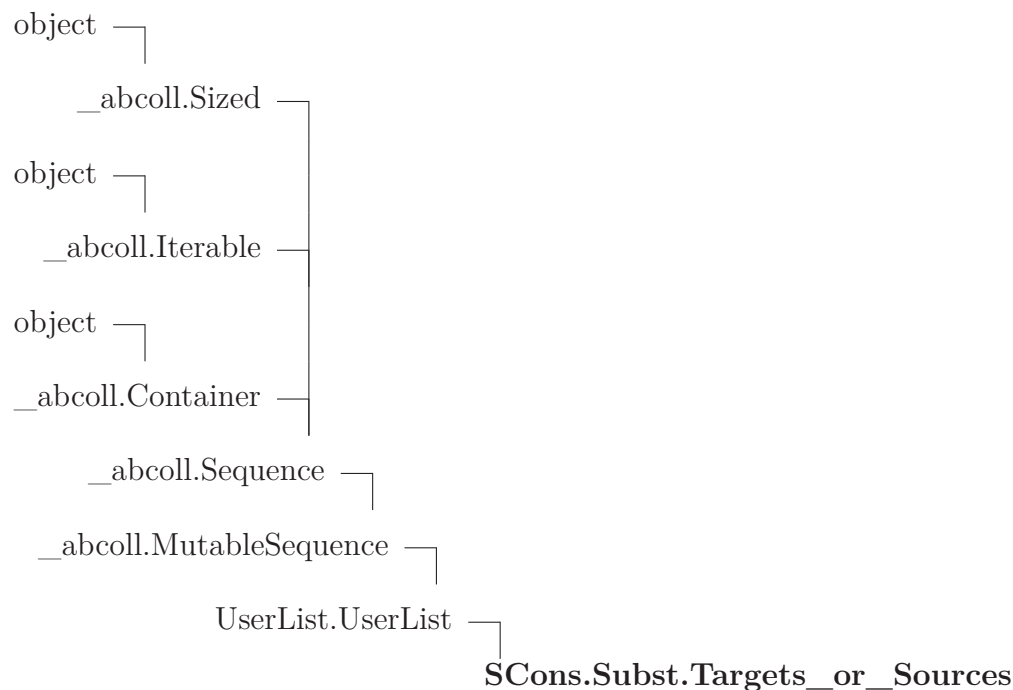 object
_abcoll.Sized
object
_abcoll.Iterable
object
_abcoll.Container
_abcoll.Sequence
_abcoll.MutableSequence
UserList.UserList
SCons.Subst.Targets_or_Sources